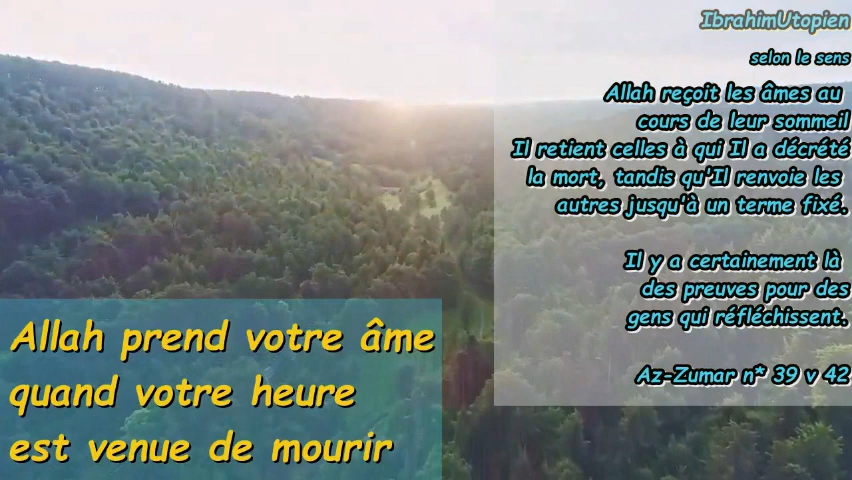 IbrahimUtopien
selon le sens
Allah reçoit les âmes au
cours de leur sommeil
Il retient celles à qui Il a décrété
la mort, tandis qu'Il renvoie les
autres jusqu'à un terme fixé.
Il y a certainement là
des preuves pour des
gens qui réfléchissent.
Az-Zumar n* 39 v 42
Allah prend votre âme
quand votre heure
est venue de mourir